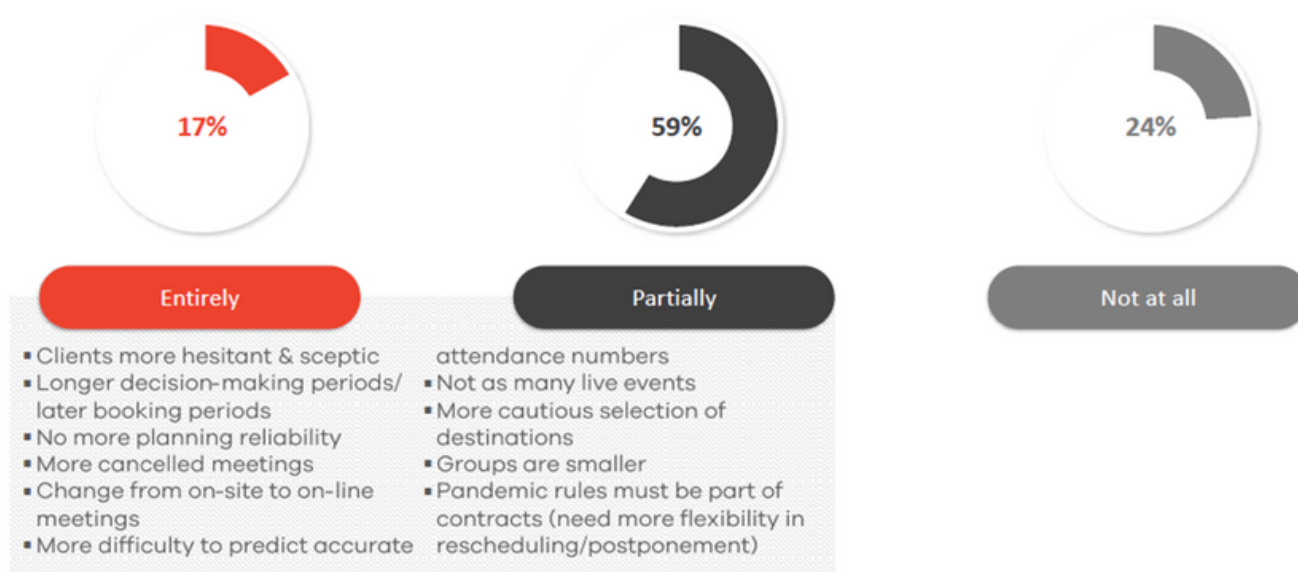 17%
59%
24%
Entirely
Partially
Not at all
▪ Clients more hesitant & sceptic
▪ Longer decision-making periods/
later booking periods
▪ No more planning reliability
▪ More cancelled meetings
▪ Change from on-site to on-line
meetings
▪ More difficulty to predict accurate
attendance numbers
▪ Not as many live events
▪ More cautious selection of
destinations
▪ Groups are smaller
▪ Pandemic rules must be part of
contracts (need more flexibility in
rescheduling/postponement)